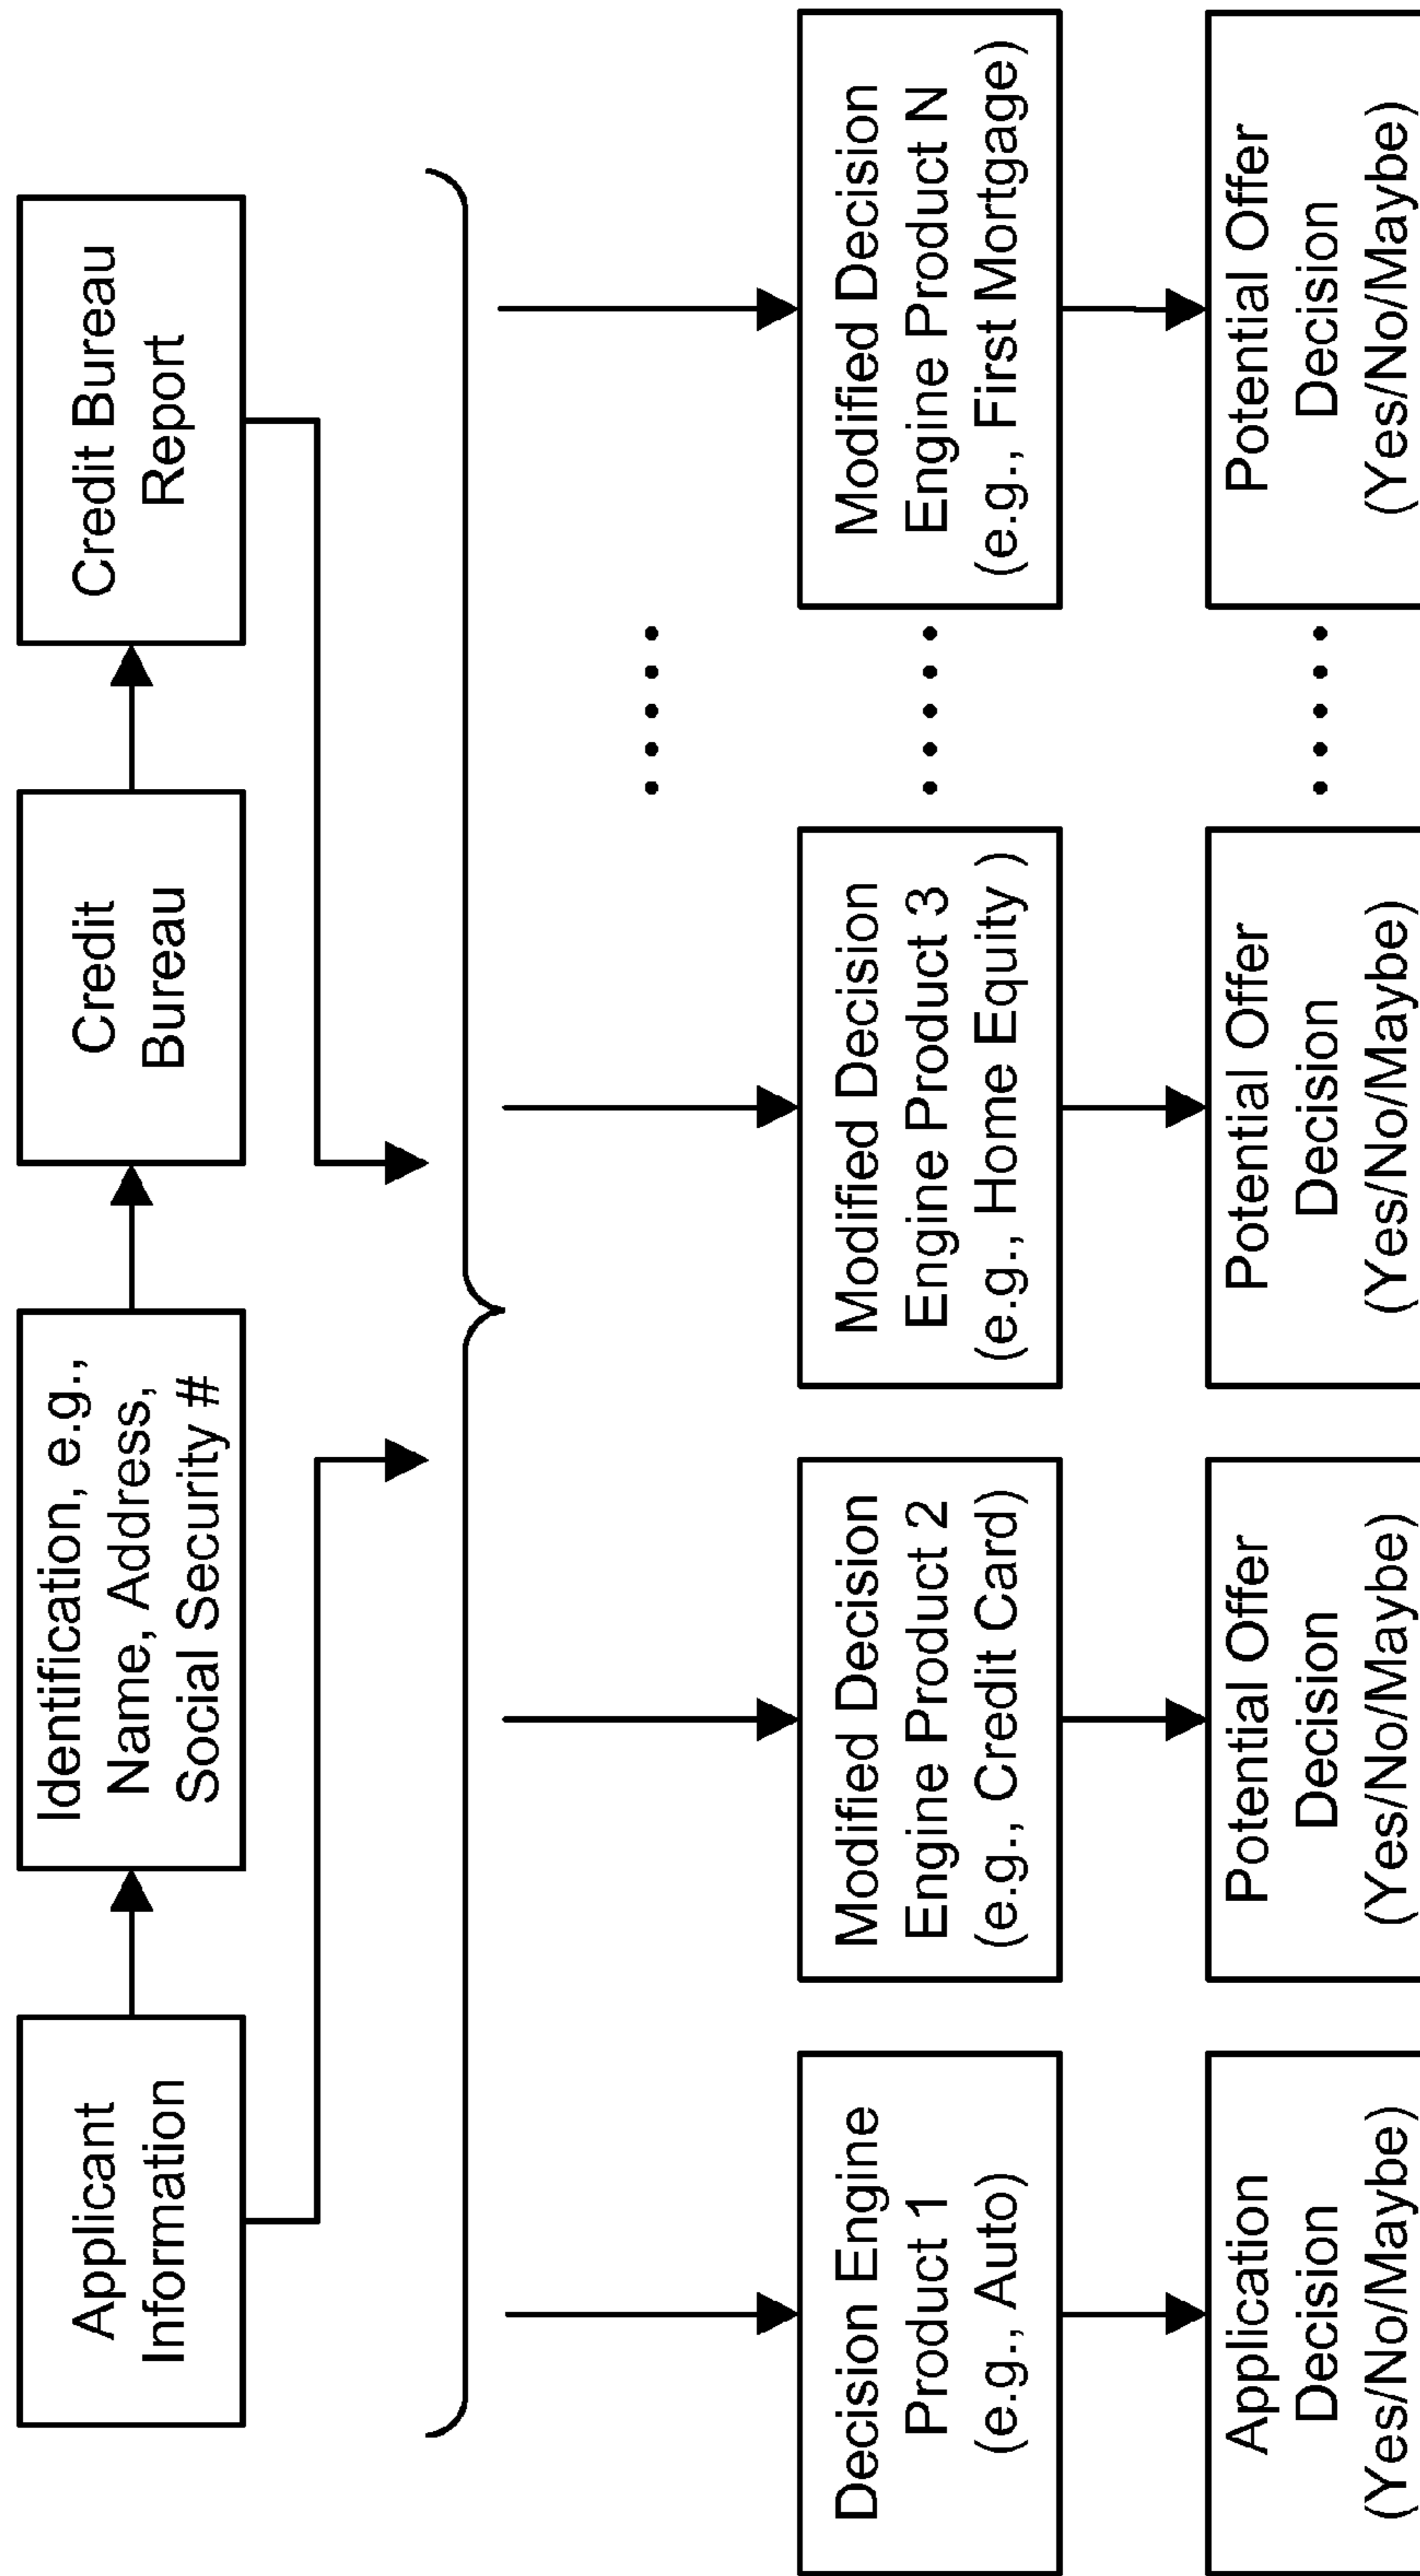 Applicant
Information
Identification, e.g.,
Name, Address,
Social Security #
Credit
Bureau
Credit Bureau
Report
Decision Engine
Product 1
(e.g., Auto)
Modified Decision
Engine Product 2
(e.g., Credit Card)
Modified Decision
Engine Product 3
(e.g., Home Equity )
Modified Decision
Engine Product N
(e.g., First Mortgage)
Application
Decision
(Yes/No/Maybe)
Potential Offer
Decision
(Yes/No/Maybe)
Potential Offer
Decision
(Yes/No/Maybe)
Potential Offer
Decision
(Yes/No/Maybe)